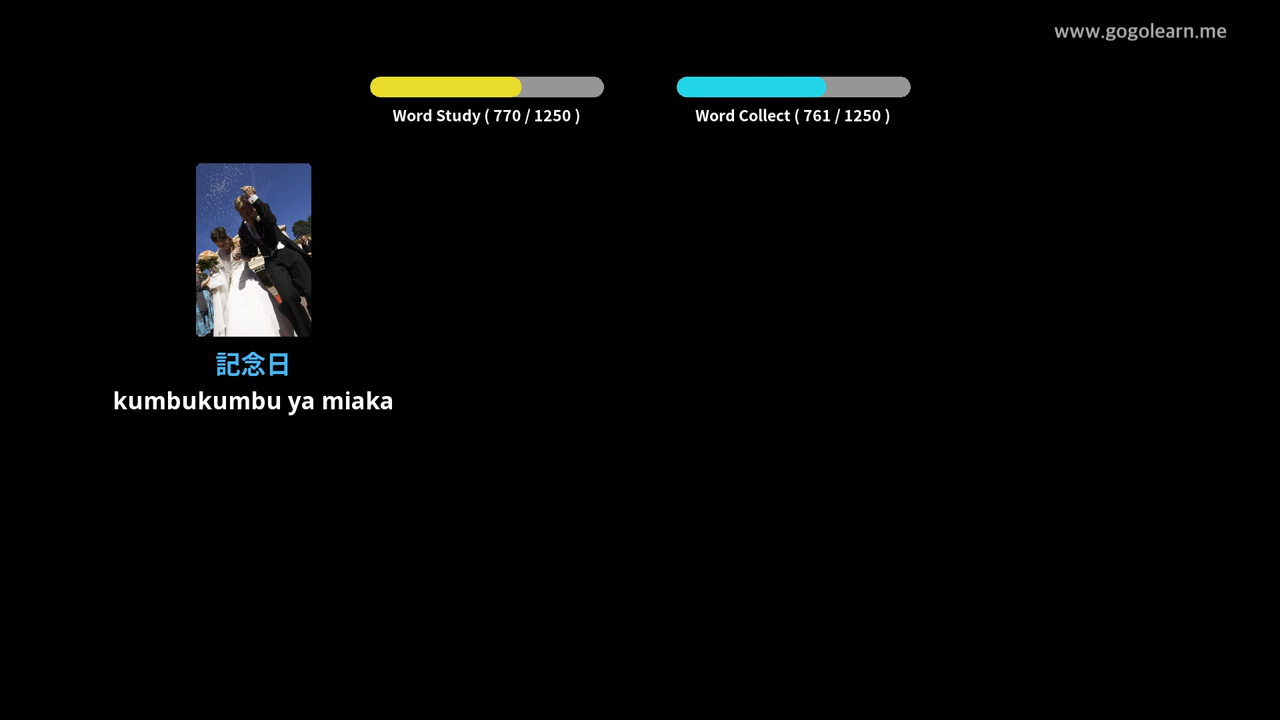 www.gogolearn.me
Word Study ( 770 / 1250 )
Word Collect ( 761 / 1250 )
記念日
kumbukumbu ya miaka